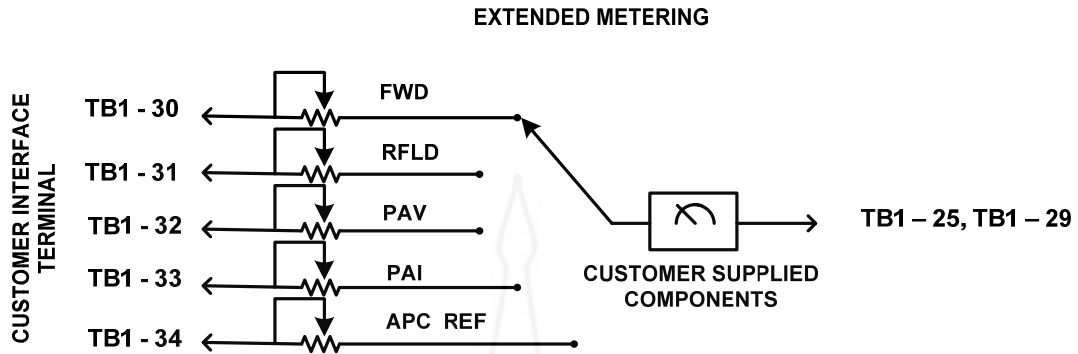 EXTENDED METERING
CUSTOMER INTERFACE
TERMINAL
TB1 - 30
FWD
TB1 - 31
RFLD
TB1 - 32
PAV
TB1 - 33
PAI
TB1 - 34
APC REF
CUSTOMER SUPPLIED
COMPONENTS
TB1 – 25, TB1 – 29